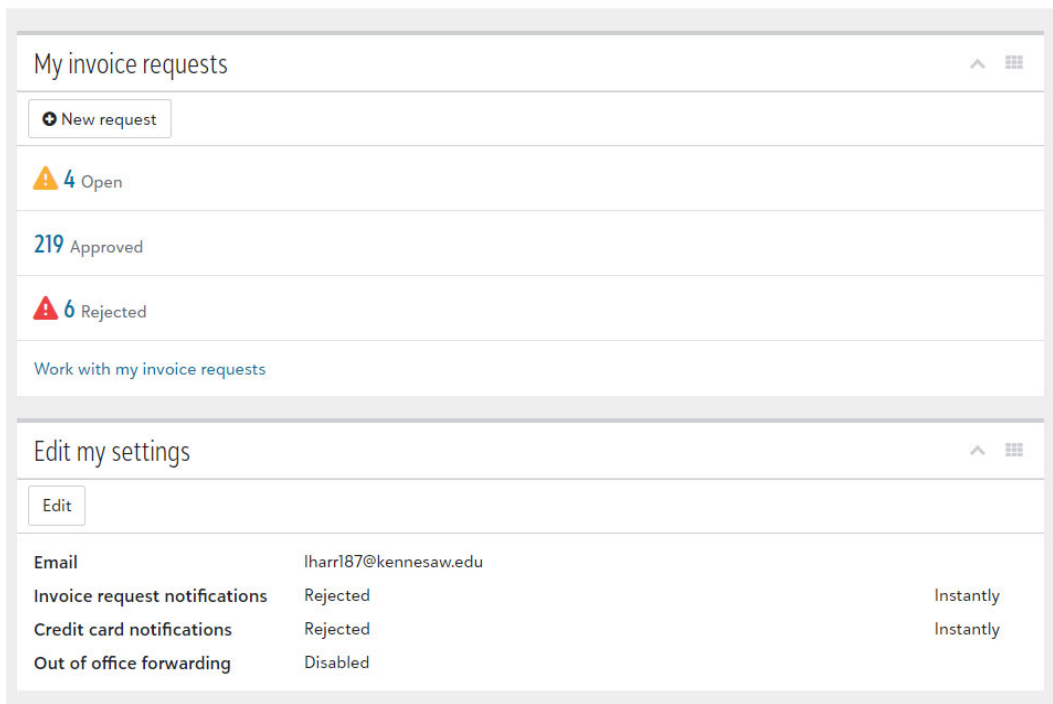 My invoice requests
New request
4 Open
219 Approved
6 Rejected
Work with my invoice requests
Edit my settings
Edit
Email lharr187@kennesaw.edu
Invoice request notifications Rejected Instantly
Credit card notifications Rejected Instantly
Out of office forwarding Disabled